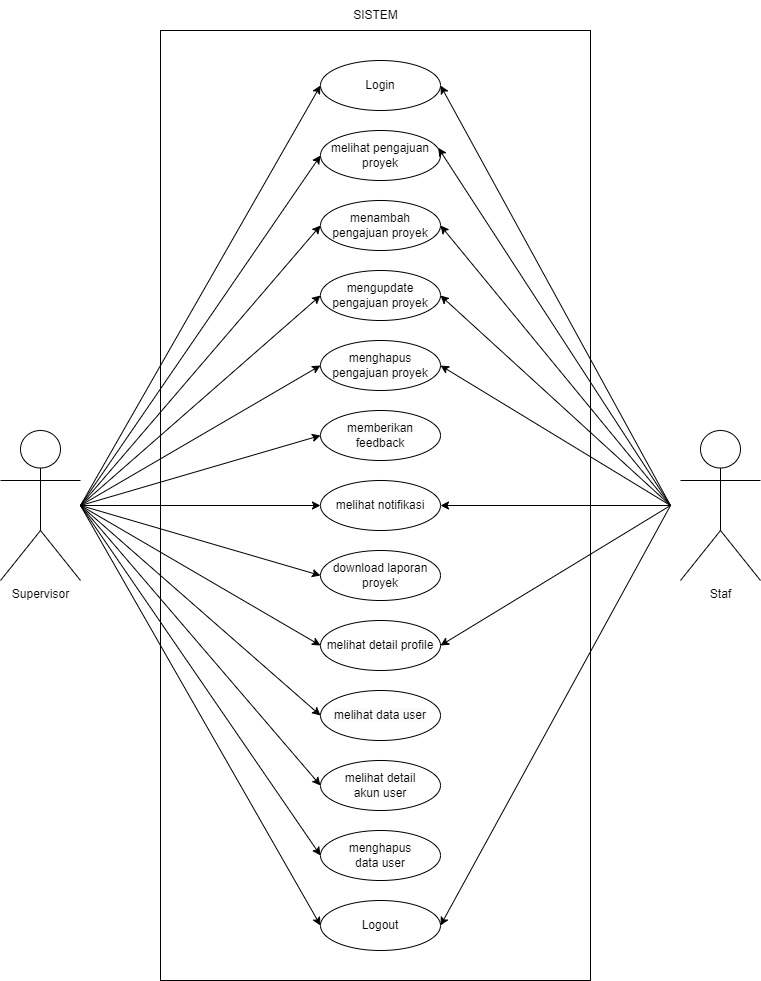 SISTEM
Login
melihat pengajuan
proyek
menambah
pengajuan proyek
mengupdate
pengajuan proyek
menghapus
pengajuan proyek
memberikan
feedback
melihat notifikasi
download laporan
proyek
Supervisor
Staf
melihat detail profile
melihat data user
melihat detail
akun user
menghapus
data user
Logout